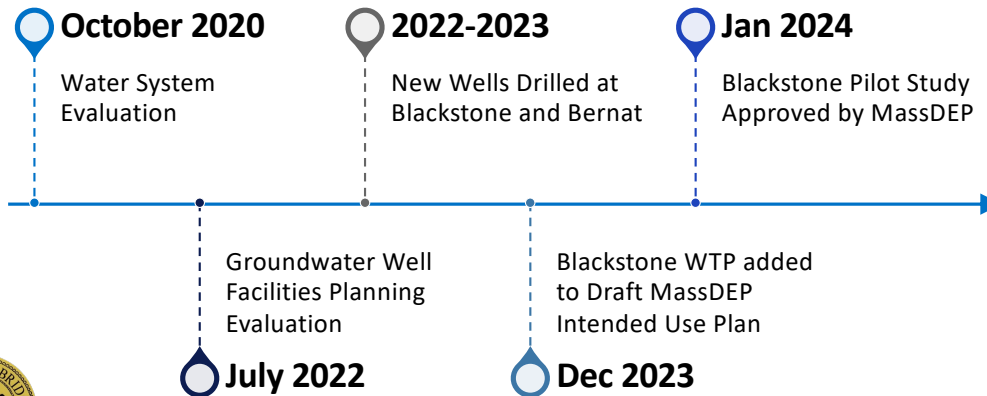 October 2020
Water System
Evaluation
2022-2023
New Wells Drilled at
Blackstone and Bernat
Jan 2024
Blackstone Pilot Study
Approved by MassDEP
Groundwater Well
Facilities Planning
Evaluation
July 2022
Blackstone WTP added
to Draft MassDEP
Intended Use Plan
Dec 2023